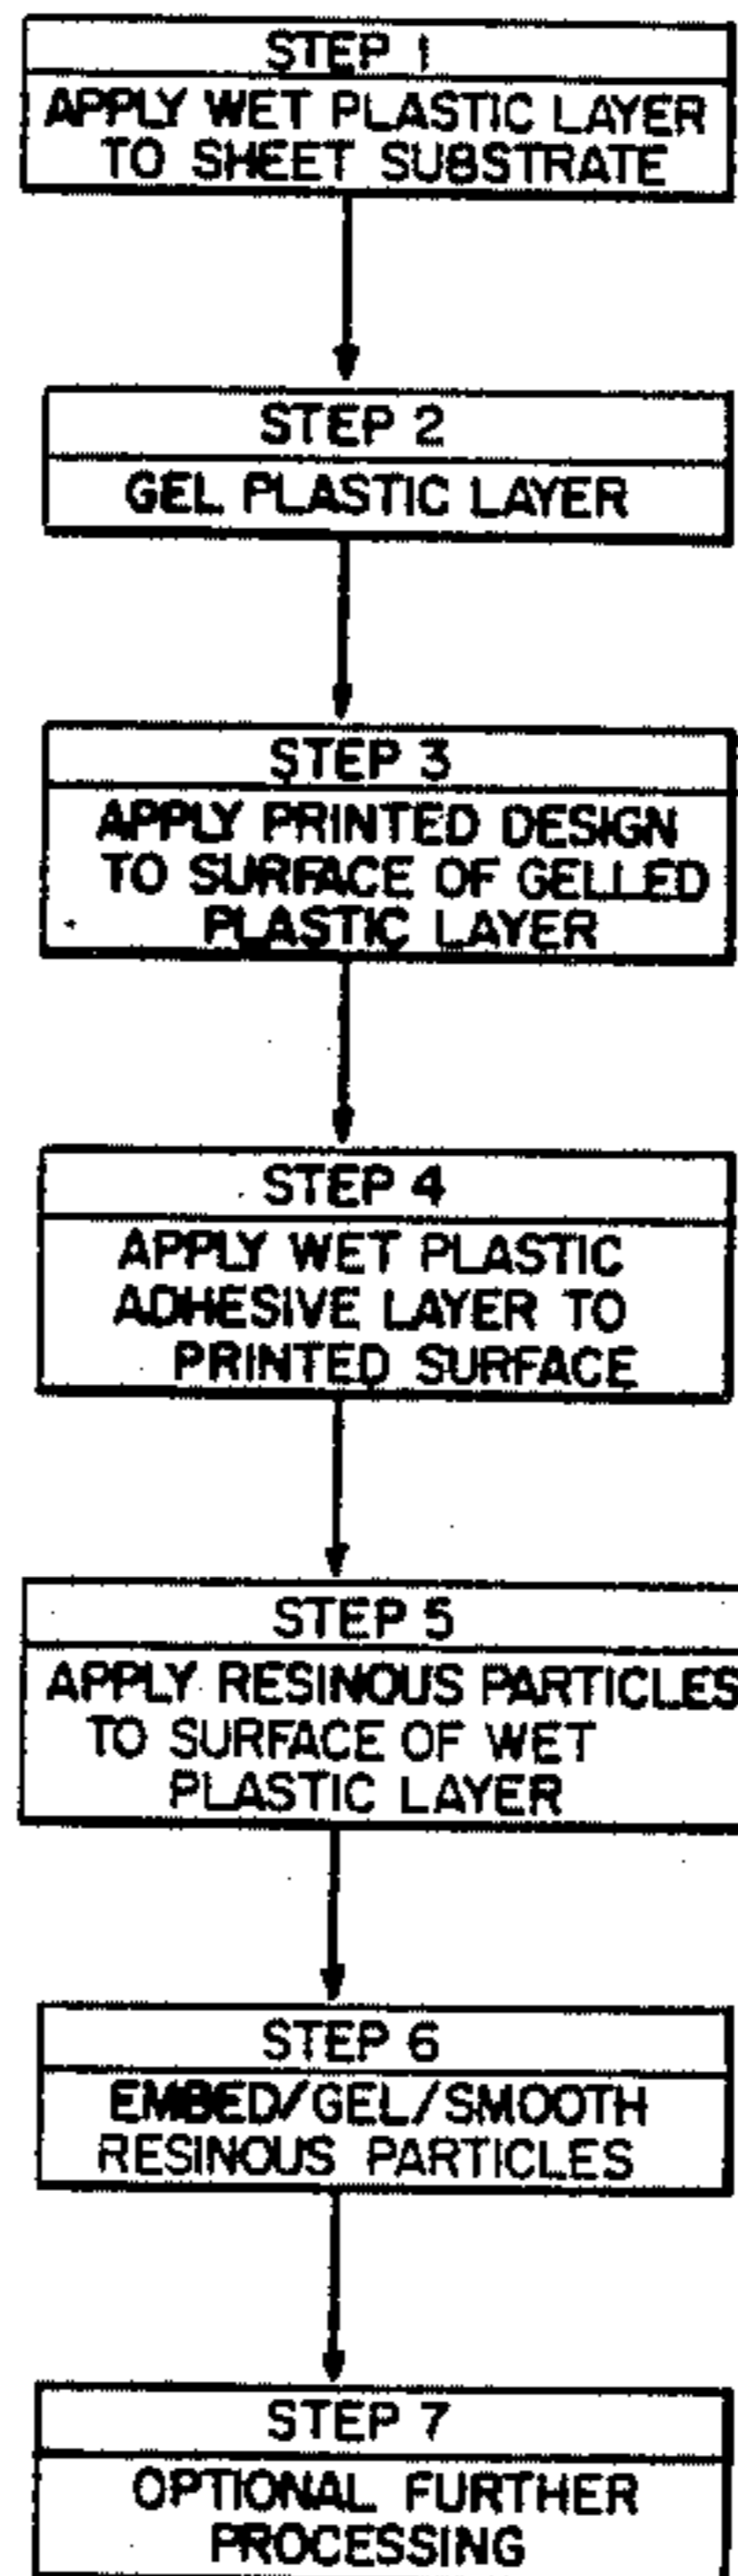 STEP 1
APPLY WET PLASTIC LAYER
TO SHEET SUBSTRATE
STEP 2
GEL PLASTIC LAYER
STEP 3
APPLY PRINTED DESIGN
TO SURFACE OF GELLED
PLASTIC LAYER
STEP 4
APPLY WET PLASTIC
ADHESIVE LAYER TO
PRINTED SURFACE
STEP 5
APPLY RESINOUS PARTICLES
TO SURFACE OF WET
PLASTIC LAYER
STEP 6
EMBED/GEL/SMOOTH
RESINOUS PARTICLES
STEP 7
OPTIONAL FURTHER
PROCESSING